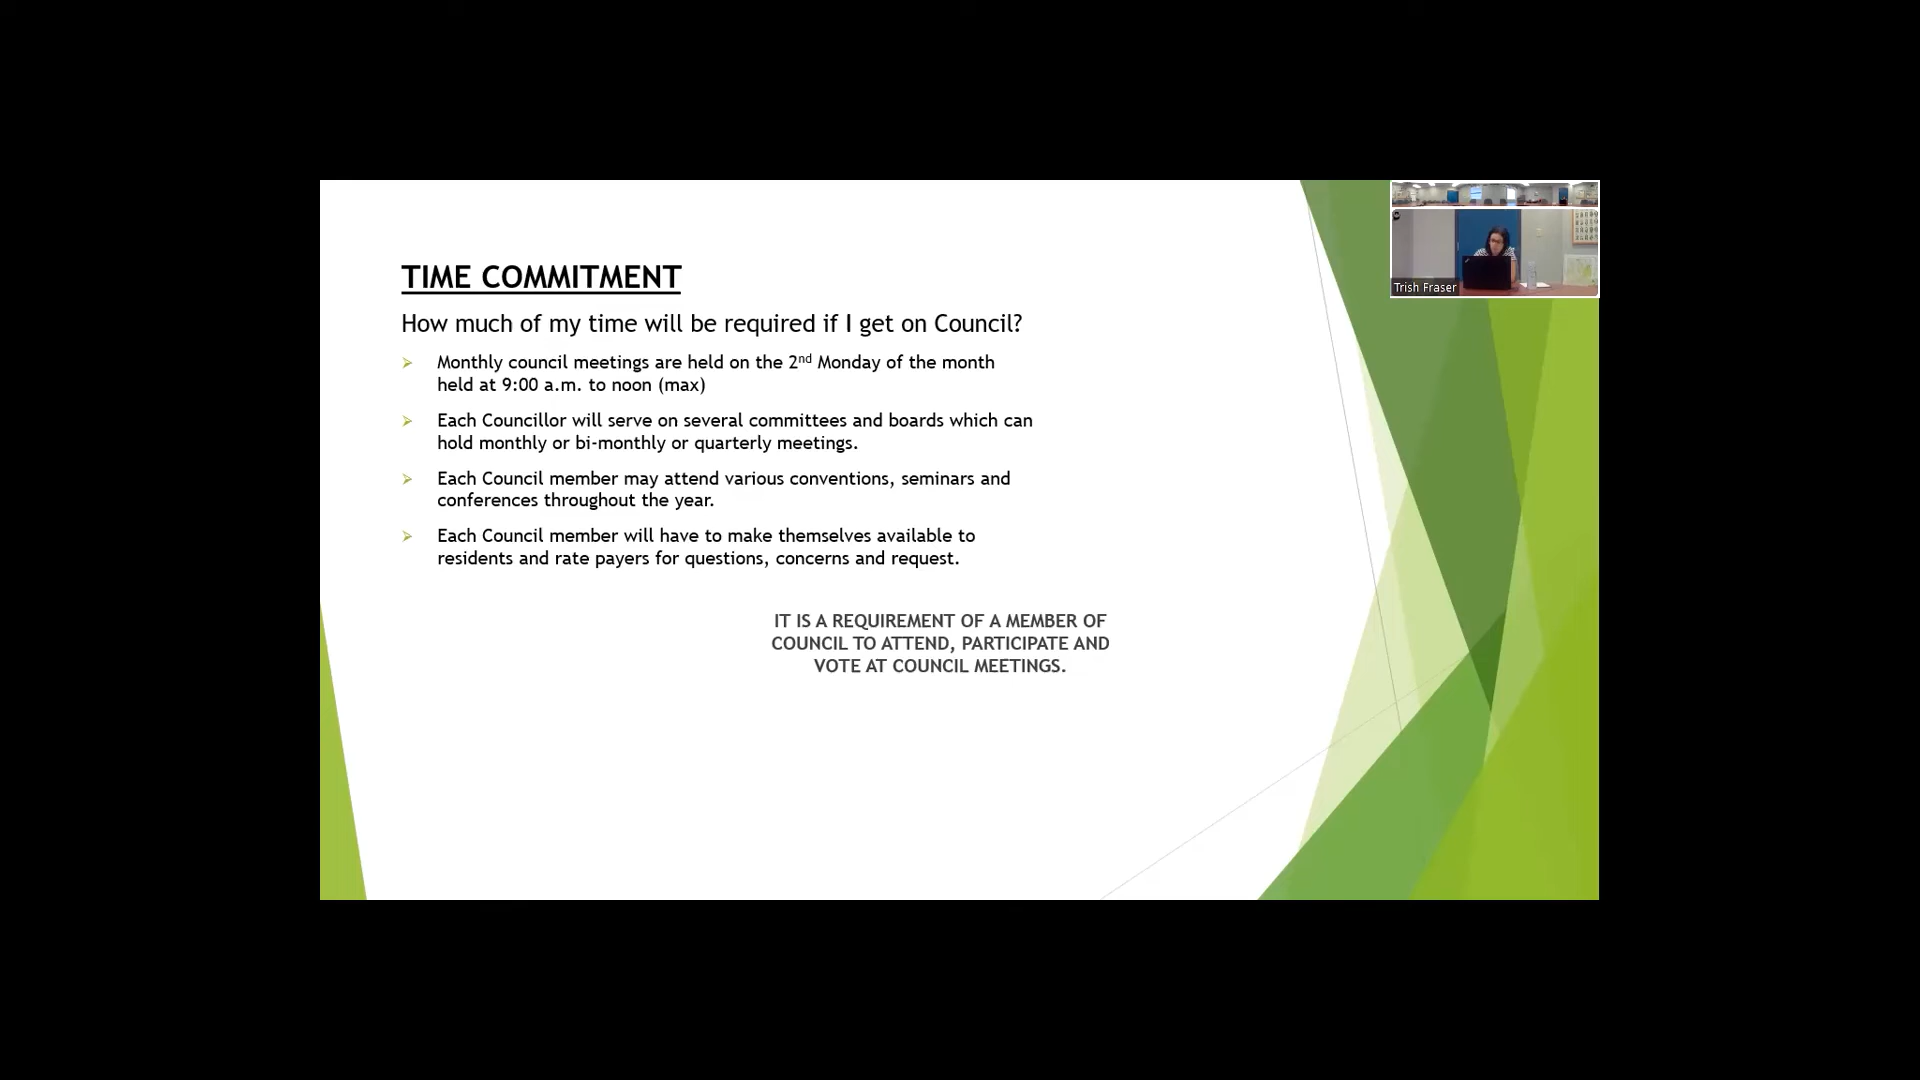 TIME COMMITMENT
How much of my time will be required if I get on Council?
Monthly council meetings are held on the 2nd Monday of the month
held at 9:00 a.m. to noon (max)
Each Councillor will serve on several committees and boards which can
hold monthly or bi-monthly or quarterly meetings.
Each Council member may attend various conventions, seminars and
conferences throughout the year.
Each Council member will have to make themselves available to
residents and rate payers for questions, concerns and request.
IT IS A REQUIREMENT OF A MEMBER OF
COUNCIL TO ATTEND, PARTICIPATE AND
VOTE AT COUNCIL MEETINGS.
Trish Fraser